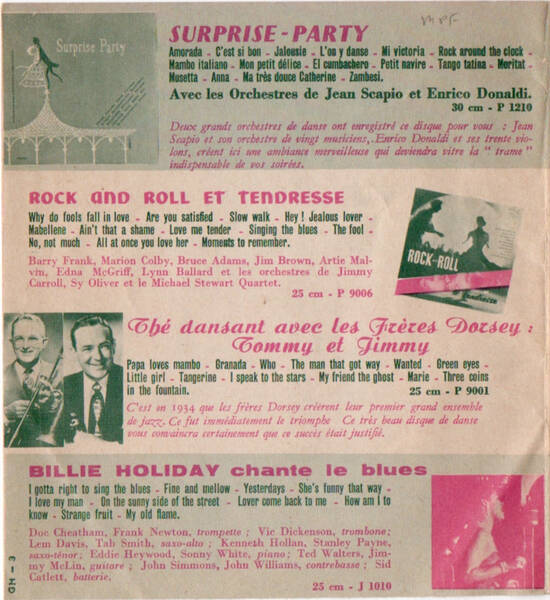 Surprise Party
SURPRISE-PARTY
Amorada - C'est si bon - Jalousie - L'on y danse - Mi victoria - Rock around the clock -
Mambo italiano - Mon petit délice - El cumbachero - Petit navire - Tango tatina - Moritat -
Musetta - Anna - Ma très douce Catherine - Zambesi.
Avec les Orchestres de Jean Scapio et Enrico Donaldi.
30 cm - P 1210
Deux grands orchestres de danse ont enregistré ce disque pour vous : Jean
Scapio et son orchestre de vingt musiciens,.Enrico Donaldi et ses trente vio-
lons, créent ici une ambiance merveilleuse qui deviendra vitre la " trame "
indispensable de vos soirées.
ROCK and ROLL ET TENDRESSE
Why do fools fall in love - Are you satisfied - Slow walk - Hey ! Jealous lover -
Mabellene - Ain't that a shame - Love me tender - Singing the blues - The fool -
No, not much - All at once you love her - Moments to remember.
Barry Frank, Marion Colby, Bruce Adams, Jim Brown, Artie Mal-
vin, Edna McGriff, Lynn Ballard et les orchestres de Jimmy
Carroll, Sy Oliver et le Michael Stewart Quartet.
25 cm - P 9006
ROCK and ROLL
tendresse
Thé dansant avec les Frères Dorsey :
Tommy et Jimmy
Papa loves mambo - Granada - Who - The man that got way - Wanted - Green eyes -
Little girl - Tangerine - I speak to the stars - My friend the ghost - Marie - Three coins
in the fountain.
25 cm - P 9001
C'est en 1934 que les frères Dorsey créèrent leur premier grand ensemble
de jazz. Ce fut immédiatement le triomphe Ce très beau disque de danse
vous convaincra certainement que ce succès était justifié.
BILLIE HOLIDAY chante le blues
I gotta right to sing the blues - Fine and mellow - Yesterdays - She's funny that way -
I love my man - On the sunny side of the street - Lover come back to me - How am I to
know - Strange fruit - My old flame.
Doc Cheatham, Frank Newton, trompette ; Vic Dickenson, trombone;
Lem Davis, Tab Smith, saxo-alto ; Kenneth Hollan, Stanley Payne,
saxo-ténor ; Eddie Heywood, Sonny White, piano ; Ted Walters, Jim-
my McLin, guitare ; John Simmons, John Williams, contrebasse ; Sid
Catlett, batterie.
25 cm - J 1010
GH - 3